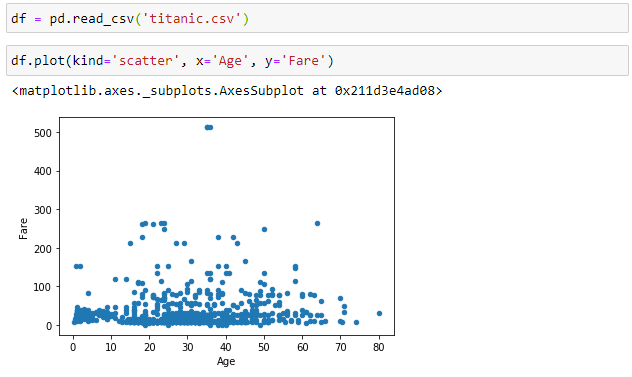 df = pd.read_csv('titanic.csv')
df.plot(kind='scatter', x='Age', y='Fare')
<matplotlib.axes._subplots.AxesSubplot at 0x211d3e4ad08>
500
400
300
200
100
0
Fare
0 10 20 30 40 50 60 70 80
Age